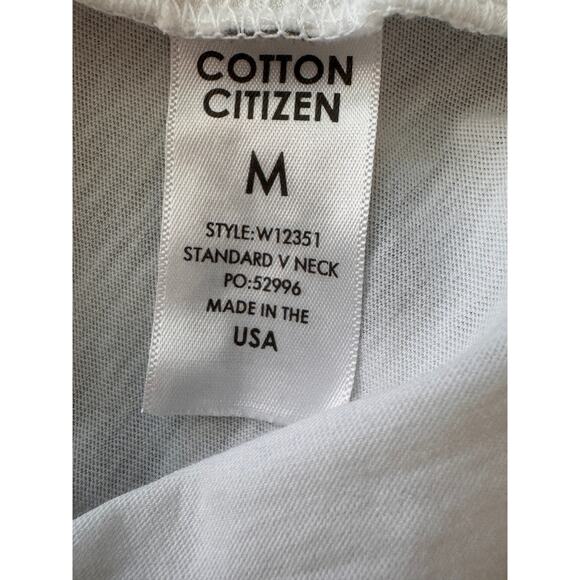 COTTON
CITIZEN
M
STYLE:W12351
STANDARD V NECK
PO:52996
MADE IN THE
USA